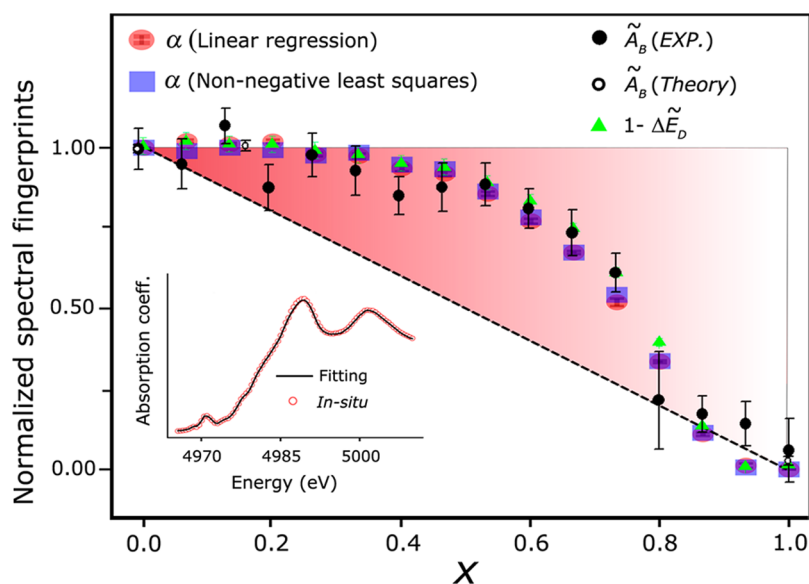 α (Linear regression)
α (Non-negative least squares)
Ã_B (EXP.)
Ã_B (Theory)
1- ΔẼ_D
Normalized spectral fingerprints
1.00
0.50
0.00
Absorption coeff.
Fitting
In-situ
4970 4985 5000
Energy (eV)
0.0 0.2 0.4 0.6 0.8 1.0
X